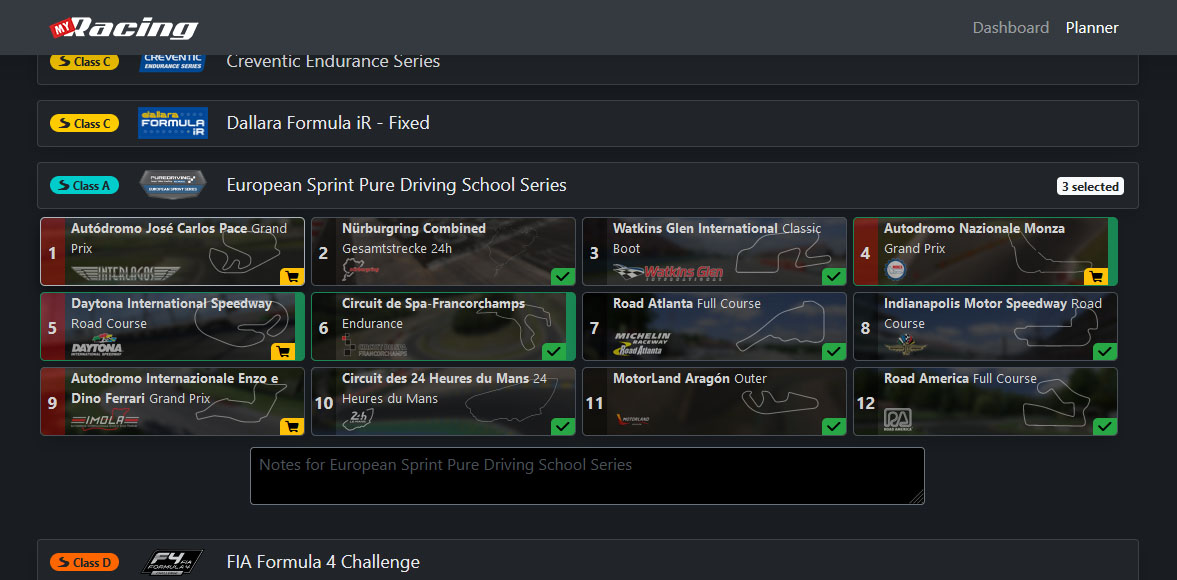 MY Racing
Dashboard Planner
Class C CREVENTIC ENDURANCE SERIES Creventic Endurance Series
Class C dallara FORMULA iR Dallara Formula iR - Fixed
Class A PUREDRIVING EUROPEAN SPRINT SERIES European Sprint Pure Driving School Series 3 selected
1 Autódromo José Carlos Pace Grand
Prix
INTERLAGOS
2 Nürburgring Combined
Gesamtstrecke 24h
nürburgring
3 Watkins Glen International Classic
Boot
Watkins Glen
INTERNATIONAL
4 Autodromo Nazionale Monza
Grand Prix
5 Daytona International Speedway
Road Course
DAYTONA
INTERNATIONAL SPEEDWAY
6 Circuit de Spa-Francorchamps
Endurance
CIRCUIT DE SPA
FRANCORCHAMPS
7 Road Atlanta Full Course
MICHELIN
RACEWAY
Road Atlanta
8 Indianapolis Motor Speedway Road
Course
9 Autodromo Internazionale Enzo e
Dino Ferrari Grand Prix
IMOLA
10 Circuit des 24 Heures du Mans 24
Heures du Mans
24h
11 MotorLand Aragón Outer
MOTORLAND
12 Road America Full Course
RA
ROAD AMERICA
Notes for European Sprint Pure Driving School Series
Class D F4 FIA FORMULA 4 FIA Formula 4 Challenge